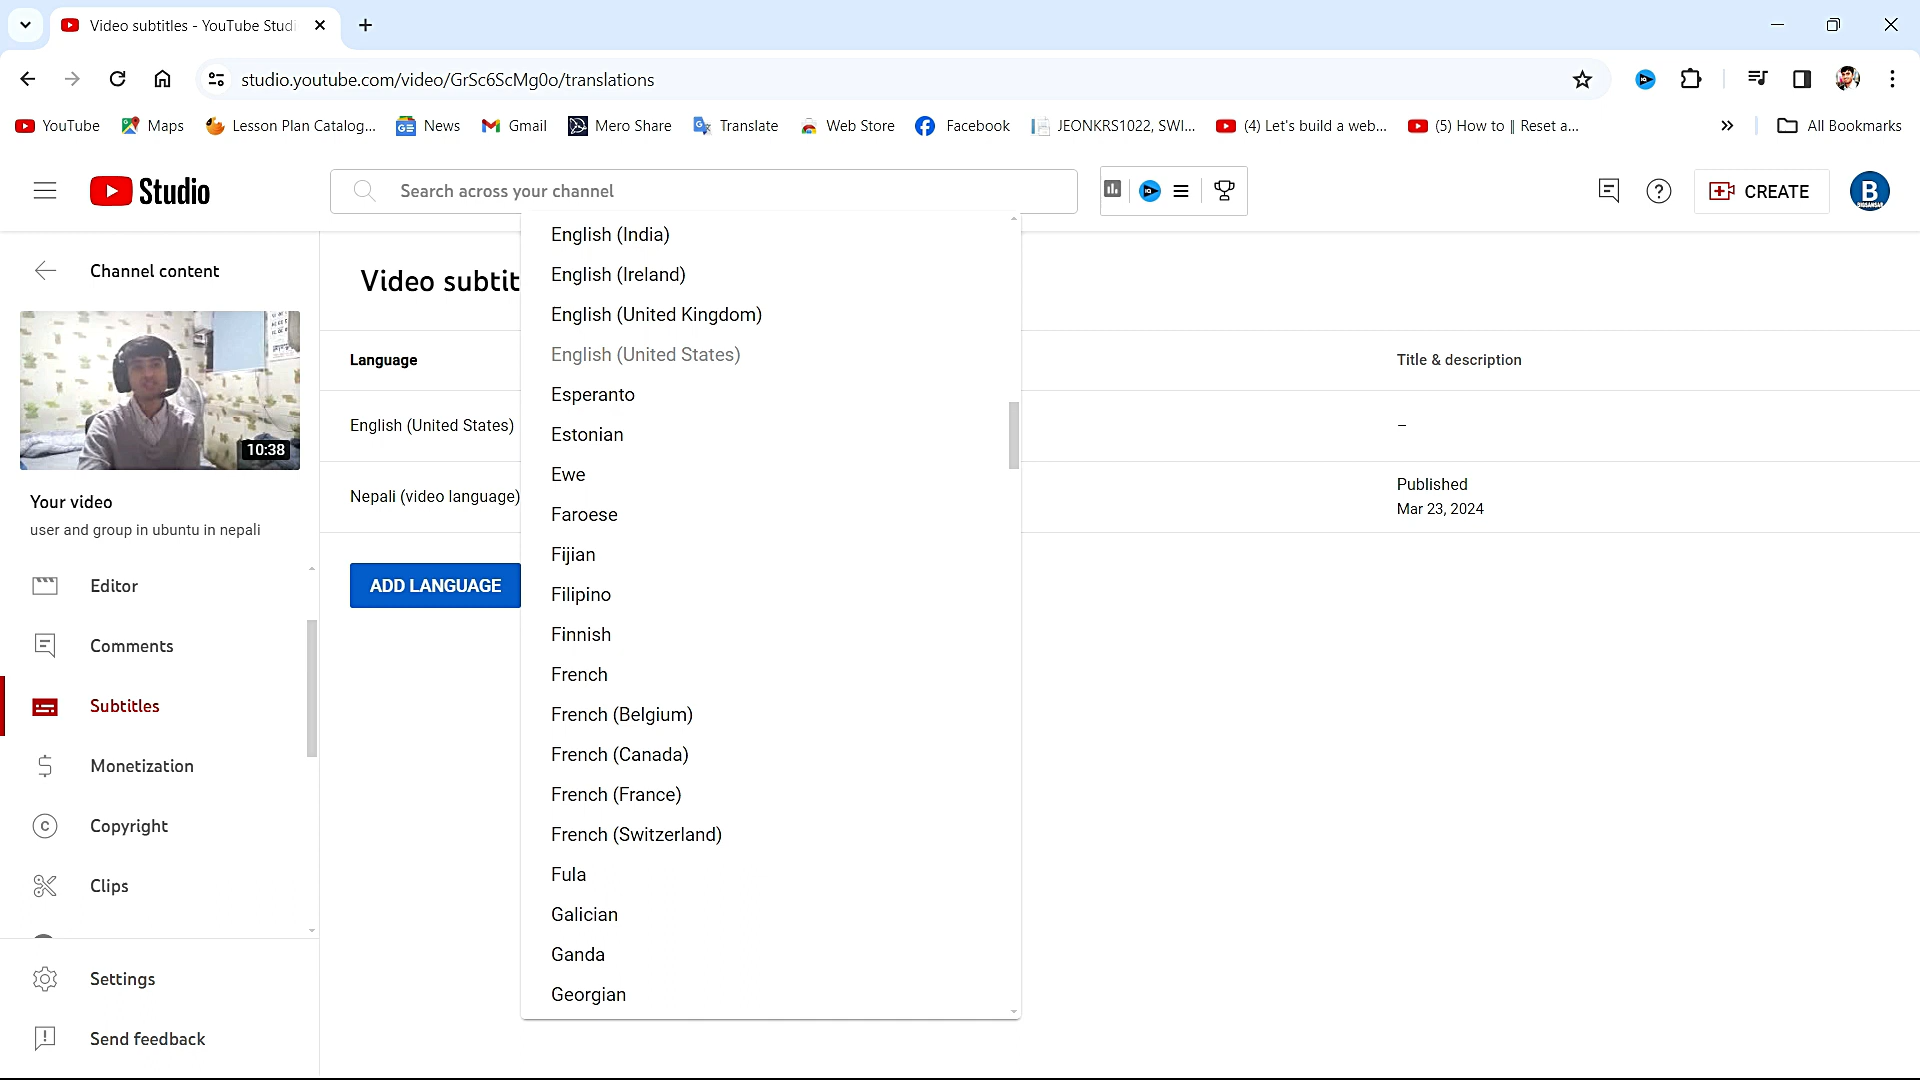 Video subtitles - YouTube Studi
studio.youtube.com/video/GrSc6ScMg0o/translations
YouTube
Maps
Lesson Plan Catalog...
News
Gmail
Mero Share
Translate
Web Store
Facebook
JEONKRS1022, SWI...
(4) Let's build a web...
(5) How to || Reset a...
All Bookmarks
Studio
Search across your channel
CREATE
B
Channel content
10:38
Your video
user and group in ubuntu in nepali
Editor
Comments
Subtitles
Monetization
Copyright
Clips
Settings
Send feedback
Video subtit
Language
Title & description
English (United States)
–
Nepali (video language)
Published
Mar 23, 2024
ADD LANGUAGE
English (India)
English (Ireland)
English (United Kingdom)
English (United States)
Esperanto
Estonian
Ewe
Faroese
Fijian
Filipino
Finnish
French
French (Belgium)
French (Canada)
French (France)
French (Switzerland)
Fula
Galician
Ganda
Georgian